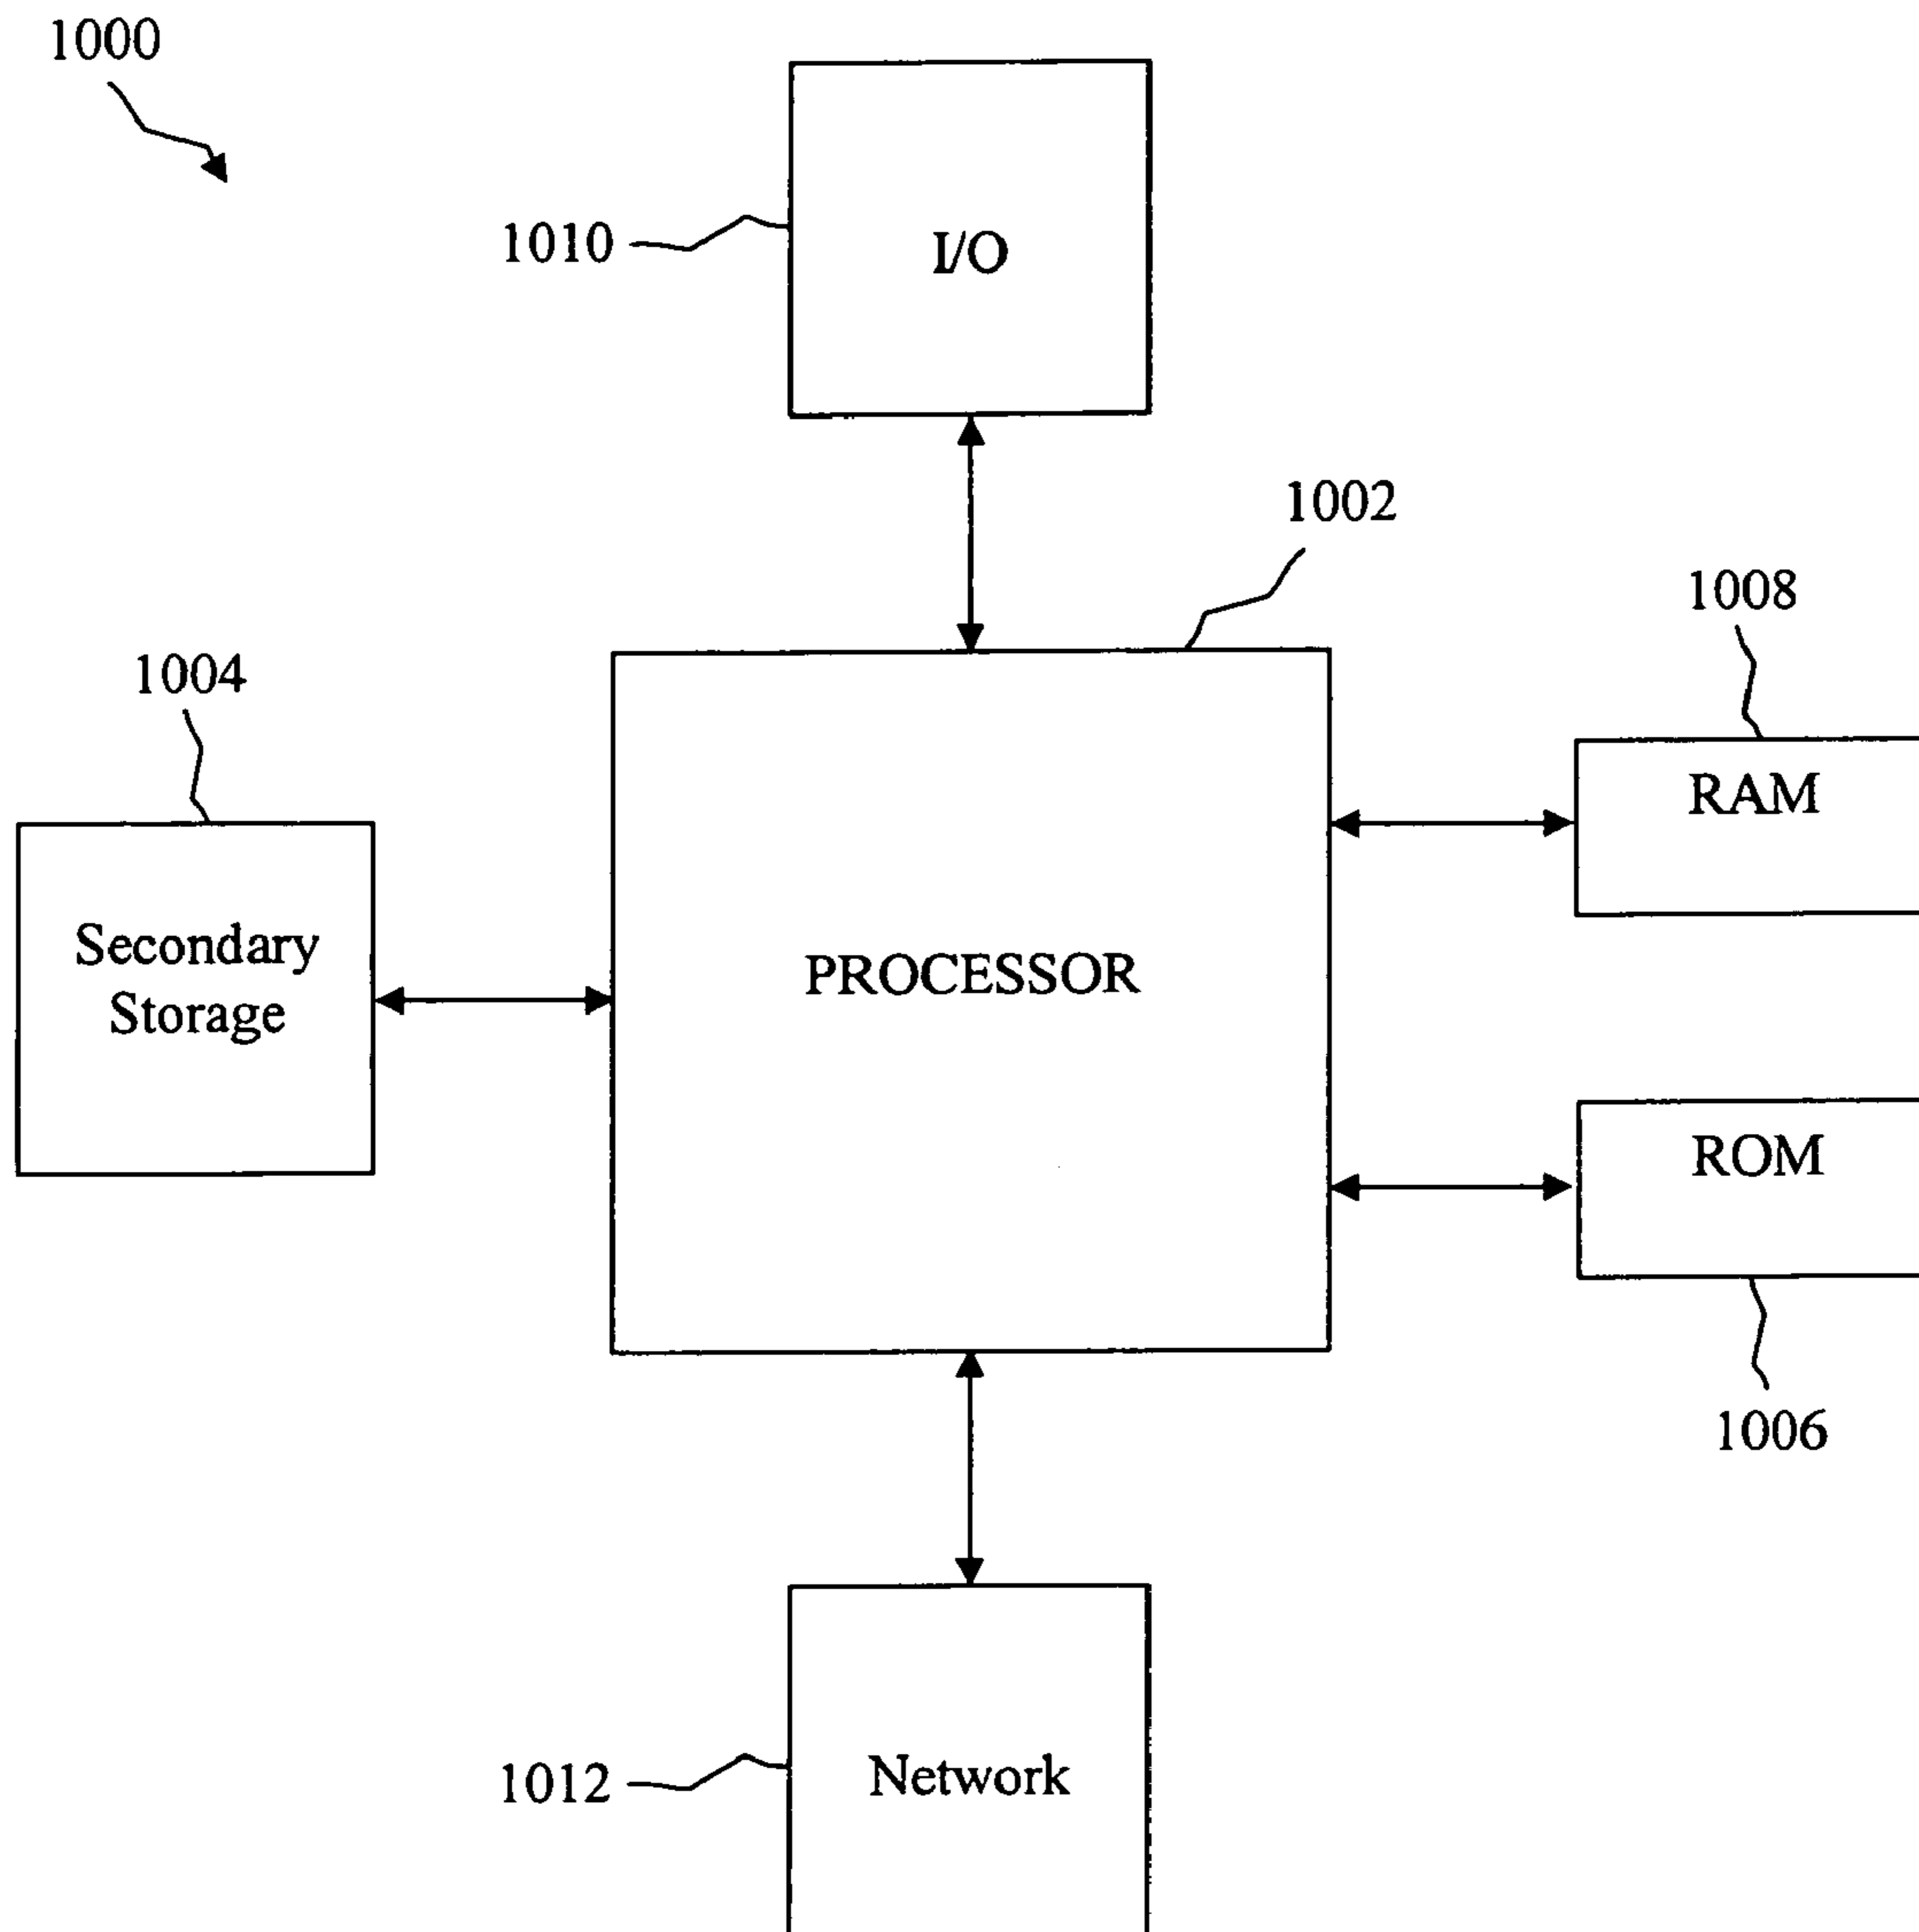 1000
1010
I/O
1002
1008
1004
RAM
Secondary
Storage
PROCESSOR
ROM
1006
1012
Network